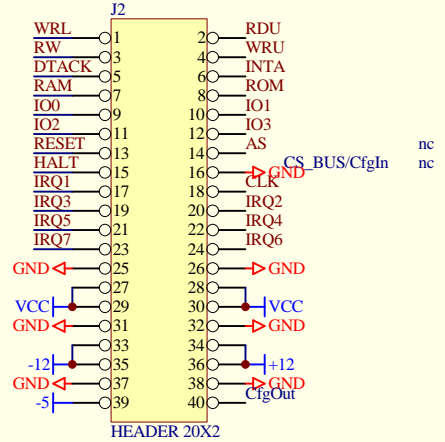 J2
WRL 1 2 RDU
RW 3 4 WRU
DTACK 5 6 INTA
RAM 7 8 ROM
IO0 9 10 IO1
IO2 11 12 IO3
RESET 13 14 AS nc
HALT 15 16 GND CS_BUS/CfgIn nc
IRQ1 17 18 CLK
IRQ3 19 20 IRQ2
IRQ5 21 22 IRQ4
IRQ7 23 24 IRQ6
GND 25 26 GND
27 28
VCC 29 30 VCC
GND 31 32 GND
33 34
-12 35 36 +12
GND 37 38 GND
-5 39 40 CfgOut
HEADER 20X2